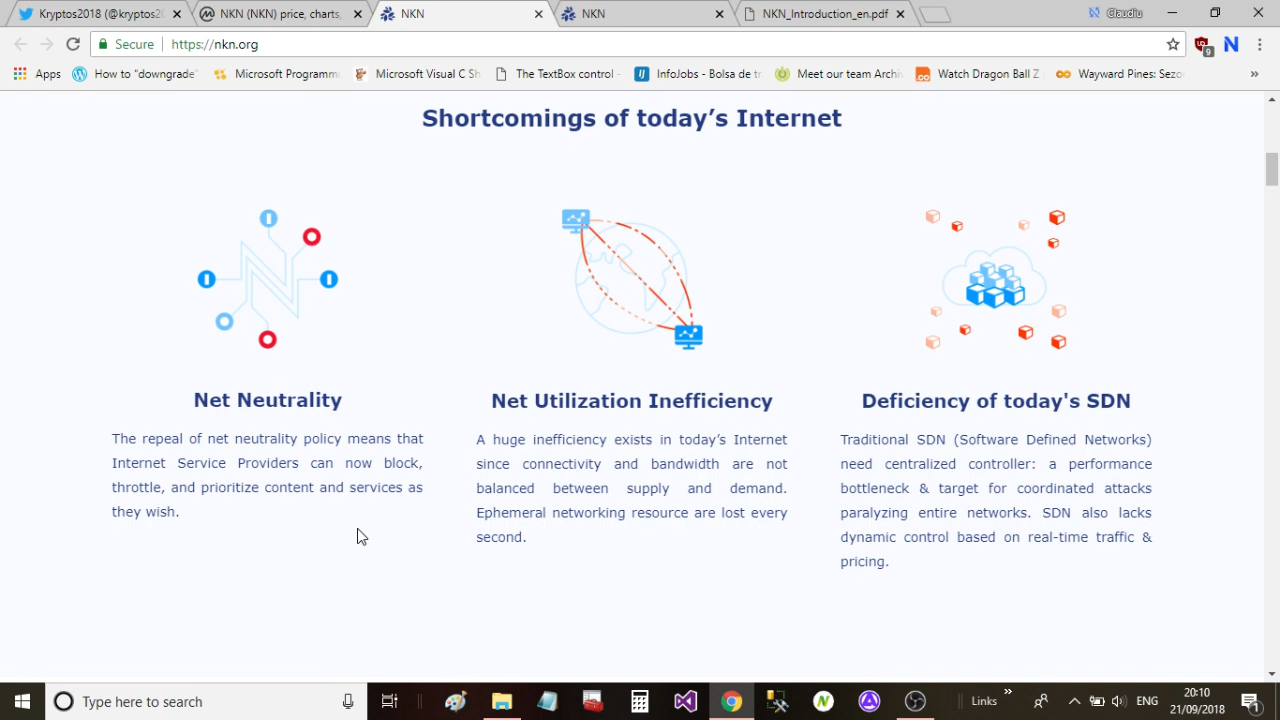 Kryptos2018 (@kryptos2
NKN (NKN) price, charts,
NKN
NKN
NKN_Introduction_en.pdf
Claudiu
Secure
https://nkn.org
9
Apps
How to "downgrade"
Microsoft Programmi
Microsoft Visual C Sh
The TextBox control -
InfoJobs - Bolsa de tr
Meet our team Archi
Watch Dragon Ball Z
Wayward Pines: Sezo
Shortcomings of today's Internet
Net Neutrality
The repeal of net neutrality policy means that
Internet Service Providers can now block,
throttle, and prioritize content and services as
they wish.
Net Utilization Inefficiency
A huge inefficiency exists in today's Internet
since connectivity and bandwidth are not
balanced between supply and demand.
Ephemeral networking resource are lost every
second.
Deficiency of today's SDN
Traditional SDN (Software Defined Networks)
need centralized controller: a performance
bottleneck & target for coordinated attacks
paralyzing entire networks. SDN also lacks
dynamic control based on real-time traffic &
pricing.
Type here to search
Links
ENG
20:10
21/09/2018
1